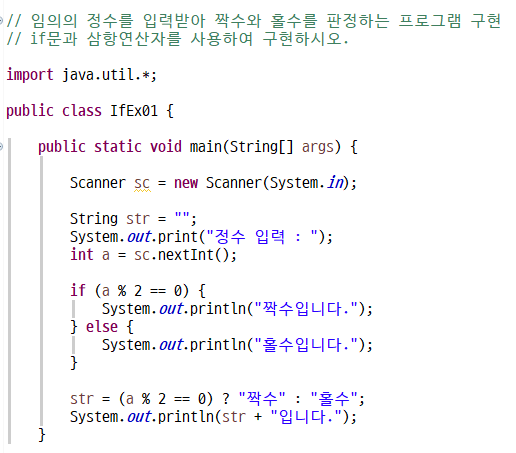 // 임의의 정수를 입력받아 짝수와 홀수를 판정하는 프로그램 구현
// if문과 삼항연산자를 사용하여 구현하시오.
import java.util.*;
public class IfEx01 {
public static void main(String[] args) {
Scanner sc = new Scanner(System.in);
String str = "";
System.out.print("정수 입력 : ");
int a = sc.nextInt();
if (a % 2 == 0) {
System.out.println("짝수입니다.");
} else {
System.out.println("홀수입니다.");
}
str = (a % 2 == 0) ? "짝수" : "홀수";
System.out.println(str + "입니다.");
}